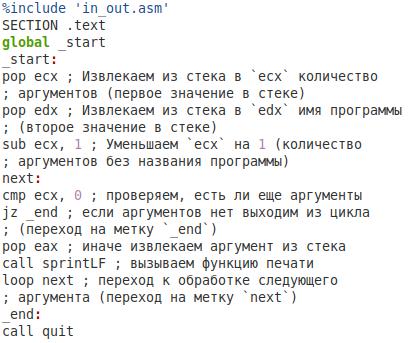 %include 'in_out.asm'
SECTION .text
global _start
_start:
pop ecx ; Извлекаем из стека в `ecx` количество
; аргументов (первое значение в стеке)
pop edx ; Извлекаем из стека в `edx` имя программы
; (второе значение в стеке)
sub ecx, 1 ; Уменьшаем `ecx` на 1 (количество
; аргументов без названия программы)
next:
cmp ecx, 0 ; проверяем, есть ли еще аргументы
jz _end ; если аргументов нет выходим из цикла
; (переход на метку `_end`)
pop eax ; иначе извлекаем аргумент из стека
call sprintLF ; вызываем функцию печати
loop next ; переход к обработке следующего
; аргумента (переход на метку `next`)
_end:
call quit